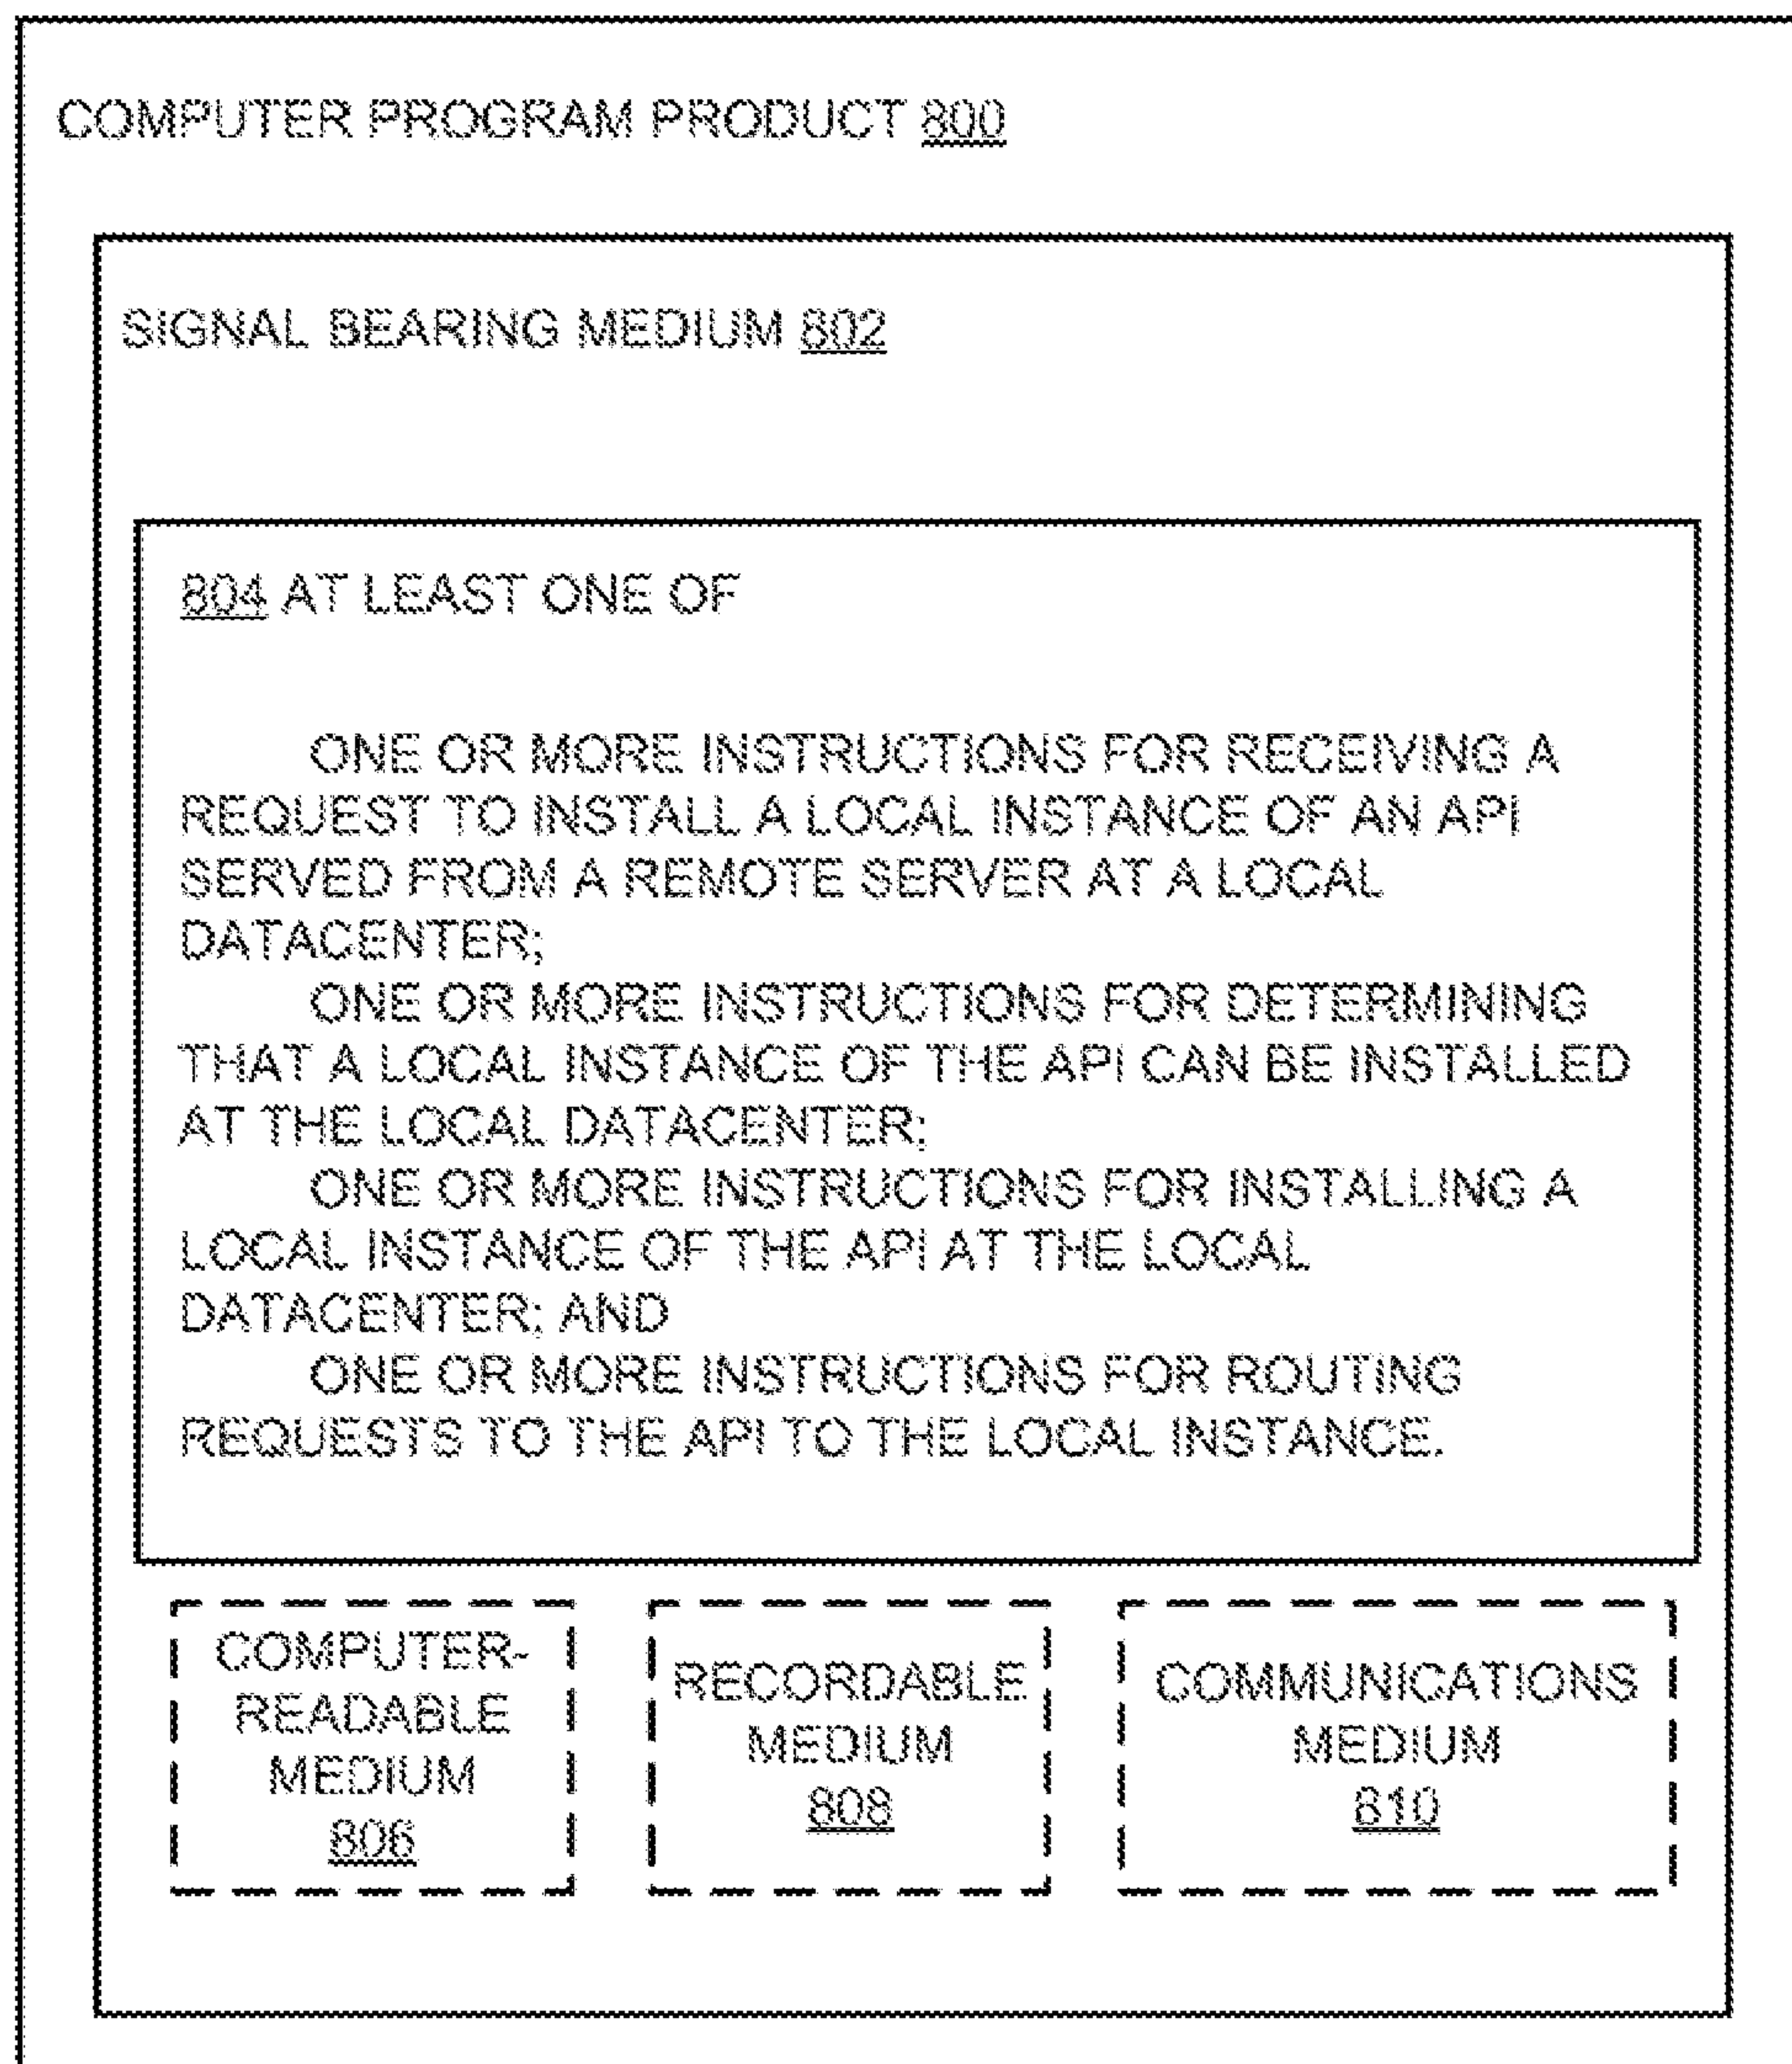 COMPUTER PROGRAM PRODUCT 800
SIGNAL BEARING MEDIUM 802
804 AT LEAST ONE OF
ONE OR MORE INSTRUCTIONS FOR RECEIVING A
REQUEST TO INSTALL A LOCAL INSTANCE OF AN API
SERVED FROM A REMOTE SERVER AT A LOCAL
DATACENTER;
ONE OR MORE INSTRUCTIONS FOR DETERMINING
THAT A LOCAL INSTANCE OF THE API CAN BE INSTALLED
AT THE LOCAL DATACENTER;
ONE OR MORE INSTRUCTIONS FOR INSTALLING A
LOCAL INSTANCE OF THE API AT THE LOCAL
DATACENTER; AND
ONE OR MORE INSTRUCTIONS FOR ROUTING
REQUESTS TO THE API TO THE LOCAL INSTANCE.
COMPUTER-
READABLE
MEDIUM
806
RECORDABLE
MEDIUM
808
COMMUNICATIONS
MEDIUM
810